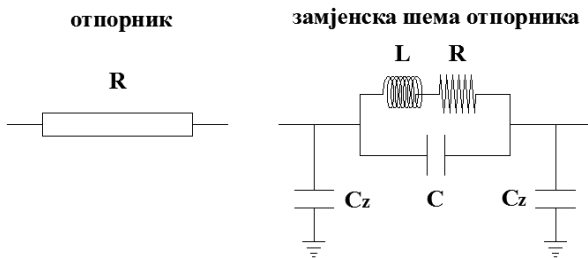 отпорник
замјенска шема отпорника
R
L R
Cz C Cz